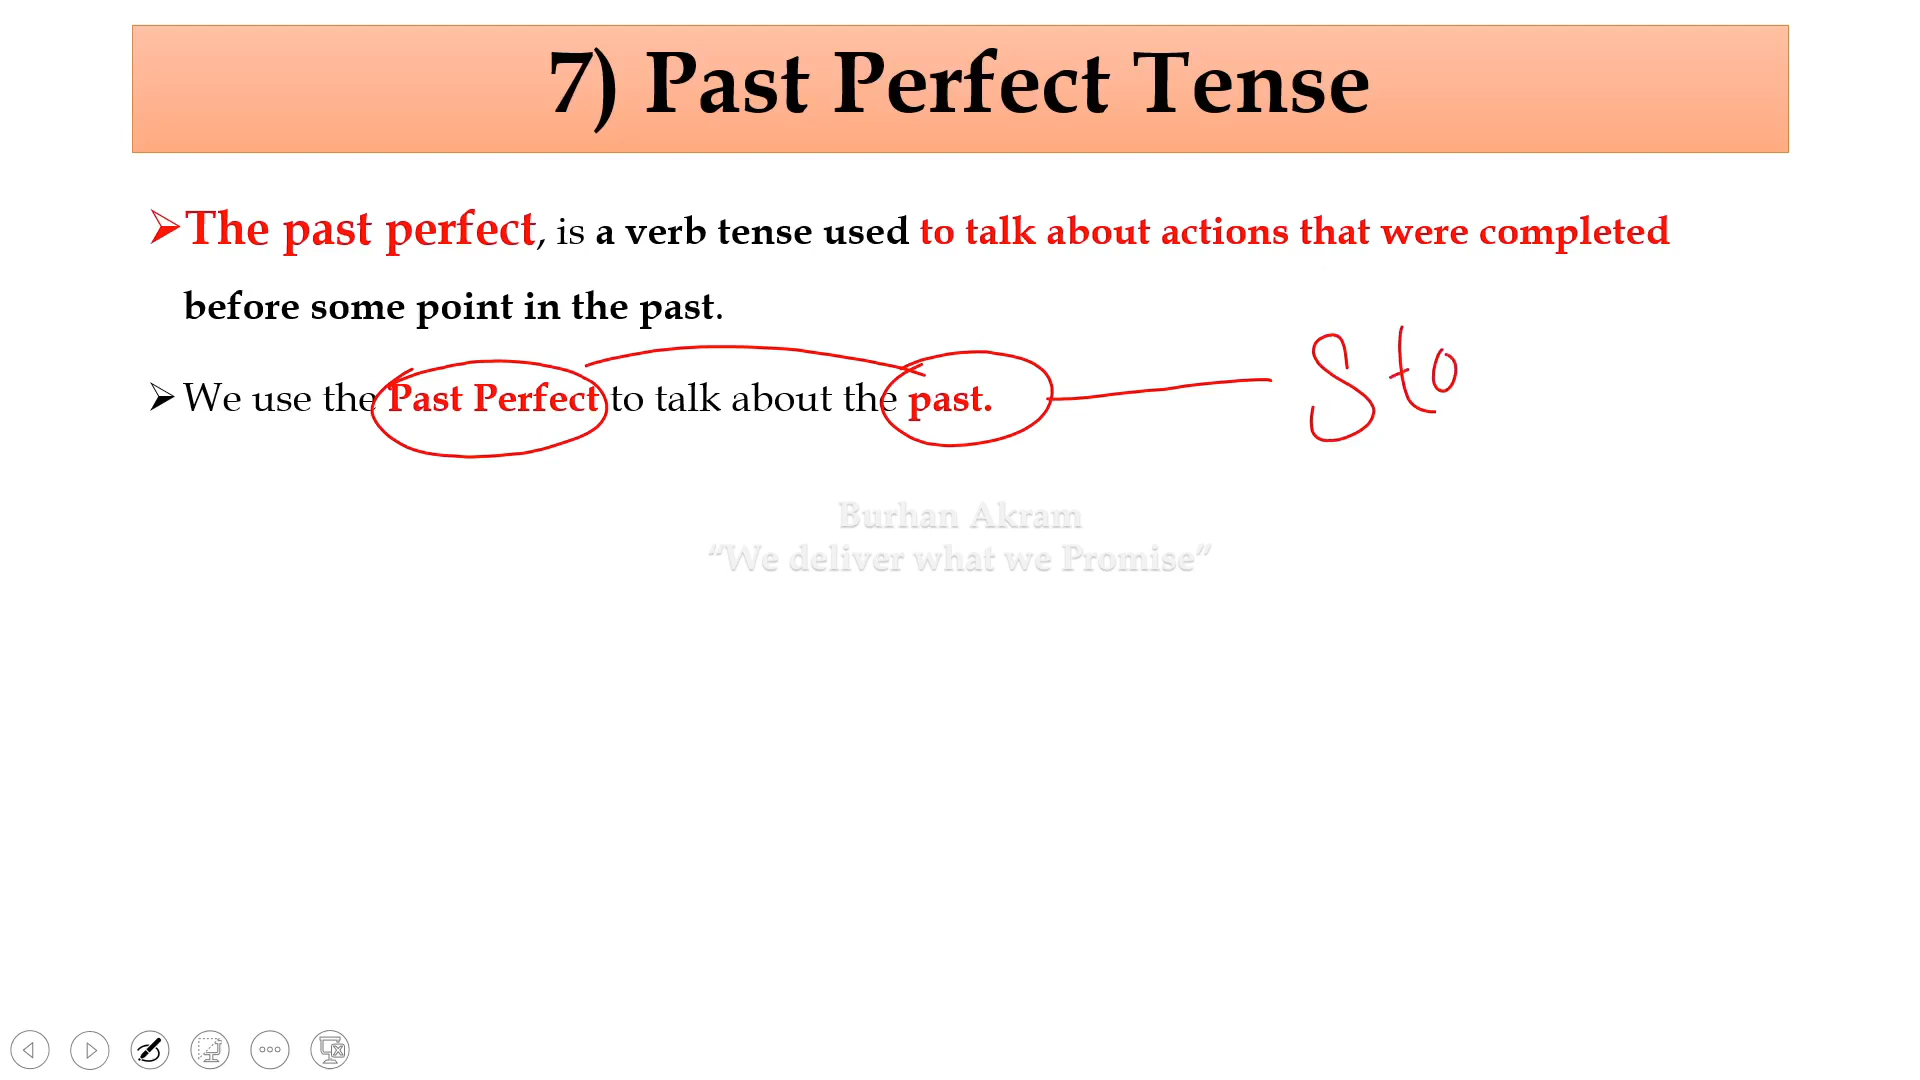 7) Past Perfect Tense
➢The past perfect, is a verb tense used to talk about actions that were completed
before some point in the past.
➢We use the Past Perfect to talk about the past. Sto
Burhan Akram
“We deliver what we Promise”